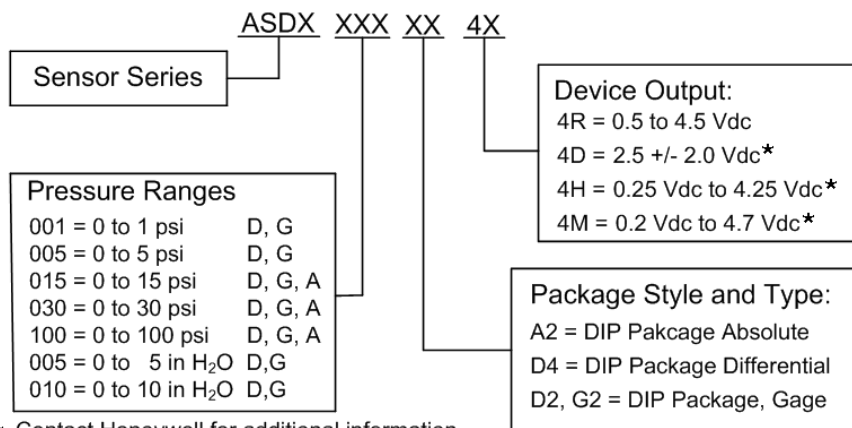 ASDX XXX XX 4X
Sensor Series
Device Output:
4R = 0.5 to 4.5 Vdc
4D = 2.5 +/- 2.0 Vdc★
4H = 0.25 Vdc to 4.25 Vdc★
4M = 0.2 Vdc to 4.7 Vdc★
Pressure Ranges
001 = 0 to 1 psi D, G
005 = 0 to 5 psi D, G
015 = 0 to 15 psi D, G, A
030 = 0 to 30 psi D, G, A
100 = 0 to 100 psi D, G, A
005 = 0 to 5 in H₂O D,G
010 = 0 to 10 in H₂O D,G
Package Style and Type:
A2 = DIP Pakcage Absolute
D4 = DIP Package Differential
D2, G2 = DIP Package, Gage
Contact Honeywell for additional information